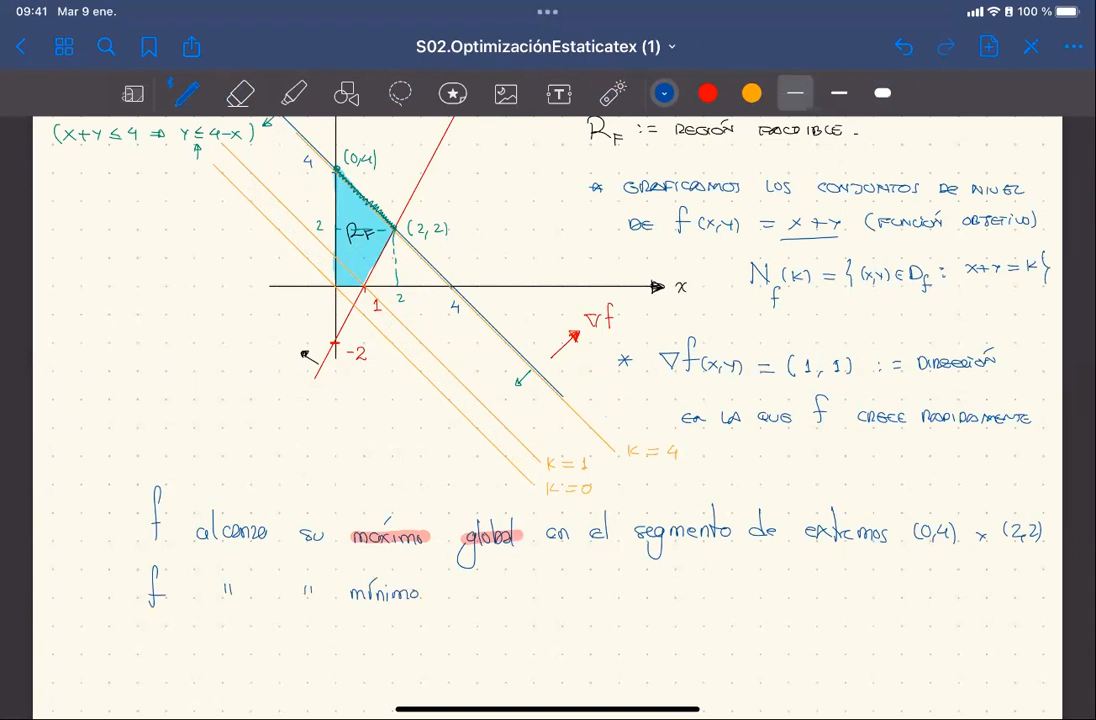 09:41 Mar 9 ene.
100 %
S02.OptimizaciónEstaticatex (1)
(x+y ≤ 4 ⇒ y ≤ 4-x)
R_F := REGIÓN FACTIBLE.
4
(0,4)
* GRAFICAMOS LOS CONJUNTOS DE NIVEL
DE f(x,y) = x+y (FUNCIÓN OBJETIVO)
2
R_F
(2,2)
N_f(K) = {(x,y) ∈ D_f : x+y = K}
x
1
2
4
∇f
-2
* ∇f(x,y) = (1,1) := DIRECCIÓN
EN LA QUE f CRECE RAPIDAMENTE
K=4
K=1
K=0
f alcanza su máximo global en el segmento de extremos (0,4) y (2,2)
f " " mínimo